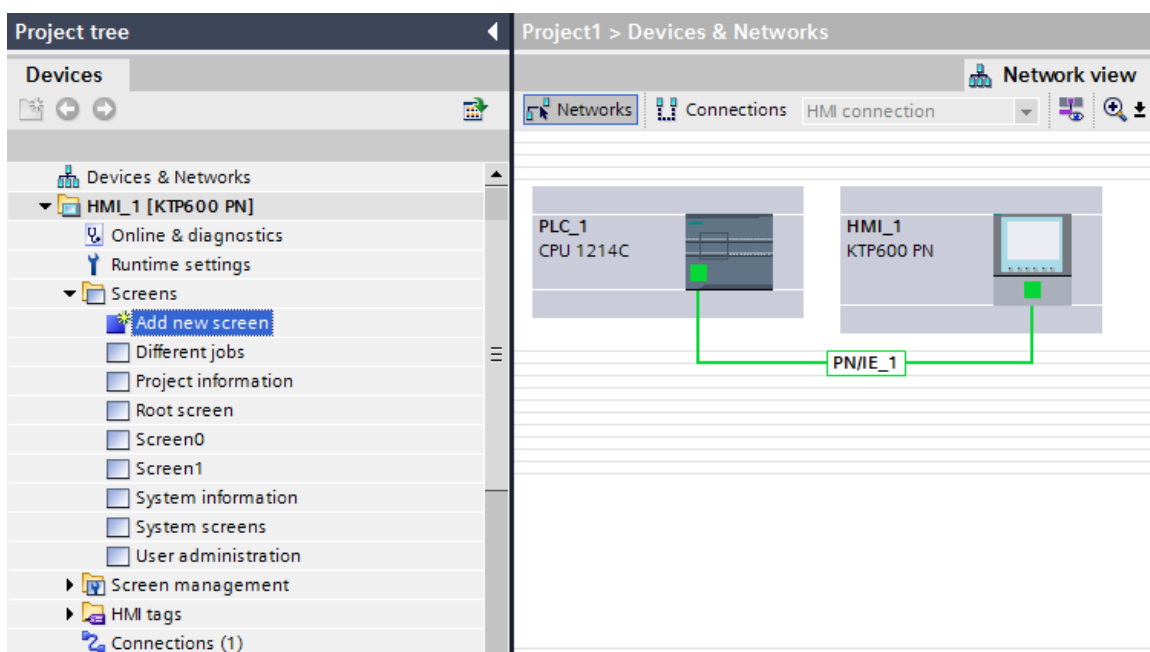 Project tree
Devices
Devices & Networks
HMI_1 [KTP600 PN]
Online & diagnostics
Runtime settings
Screens
Add new screen
Different jobs
Project information
Root screen
Screen0
Screen1
System information
System screens
User administration
Screen management
HMI tags
Connections (1)
Project1 > Devices & Networks
Network view
Networks
Connections
HMI connection
PLC_1
CPU 1214C
HMI_1
KTP600 PN
PN/IE_1